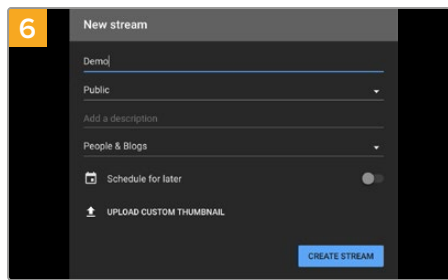 6
New stream
Demo
Public
Add a description
People & Blogs
Schedule for later
UPLOAD CUSTOM THUMBNAIL
CREATE STREAM